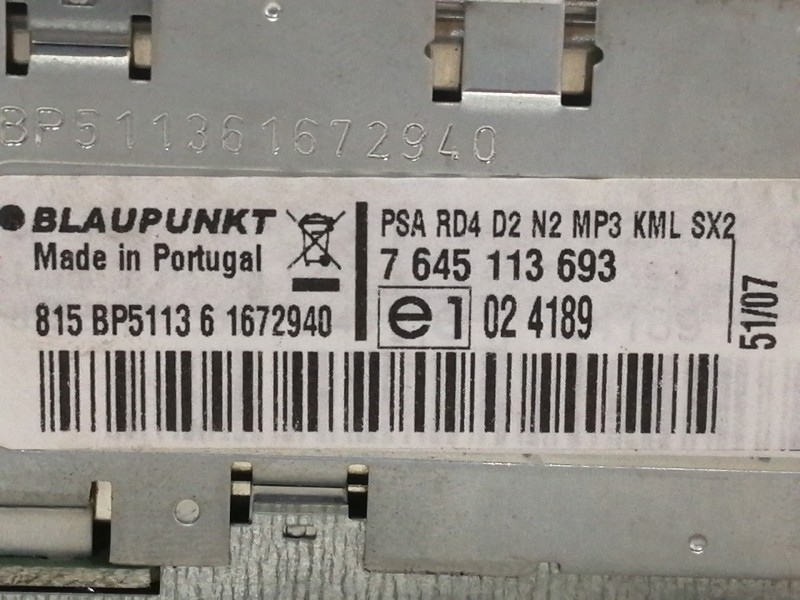 BP511361672940
BLAUPUNKT
Made in Portugal
815 BP5113 6 1672940
PSA RD4 D2 N2 MP3 KML SX2
7 645 113 693
e1 02 4189
51/07